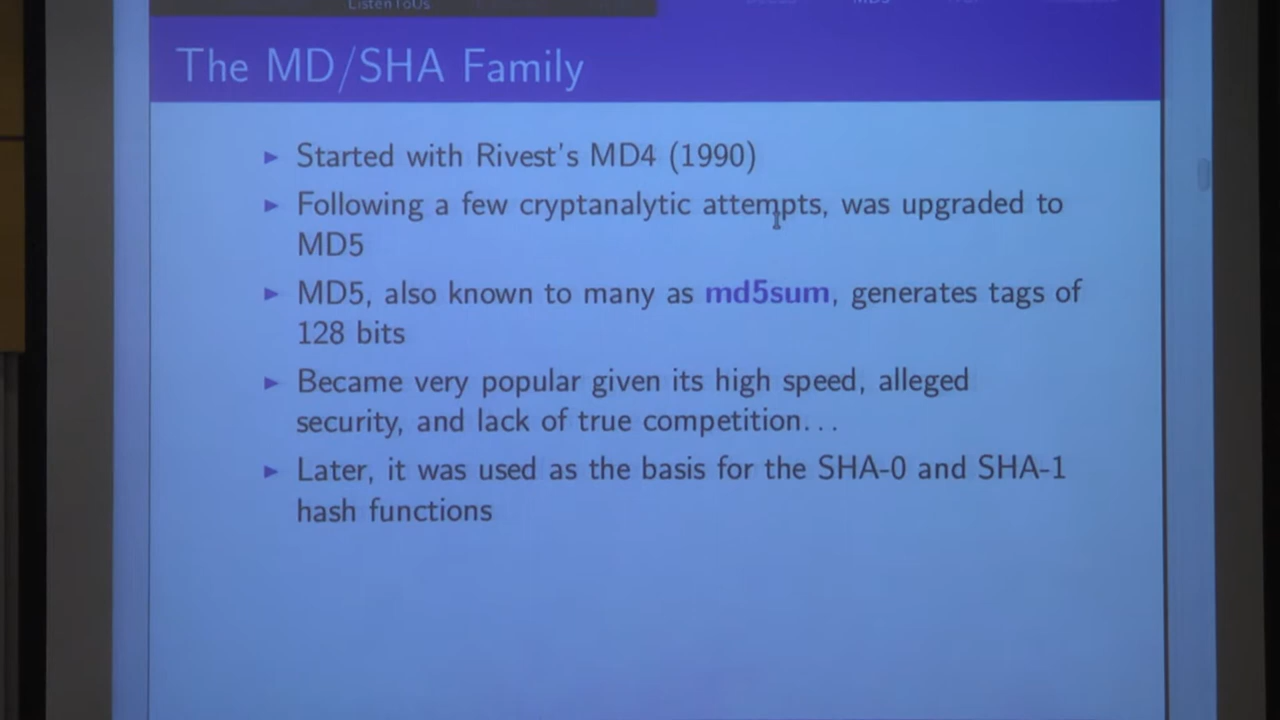 ListenToUs
MD5
The MD/SHA Family
► Started with Rivest's MD4 (1990)
► Following a few cryptanalytic attempts, was upgraded to
MD5
► MD5, also known to many as md5sum, generates tags of
128 bits
► Became very popular given its high speed, alleged
security, and lack of true competition...
► Later, it was used as the basis for the SHA-0 and SHA-1
hash functions